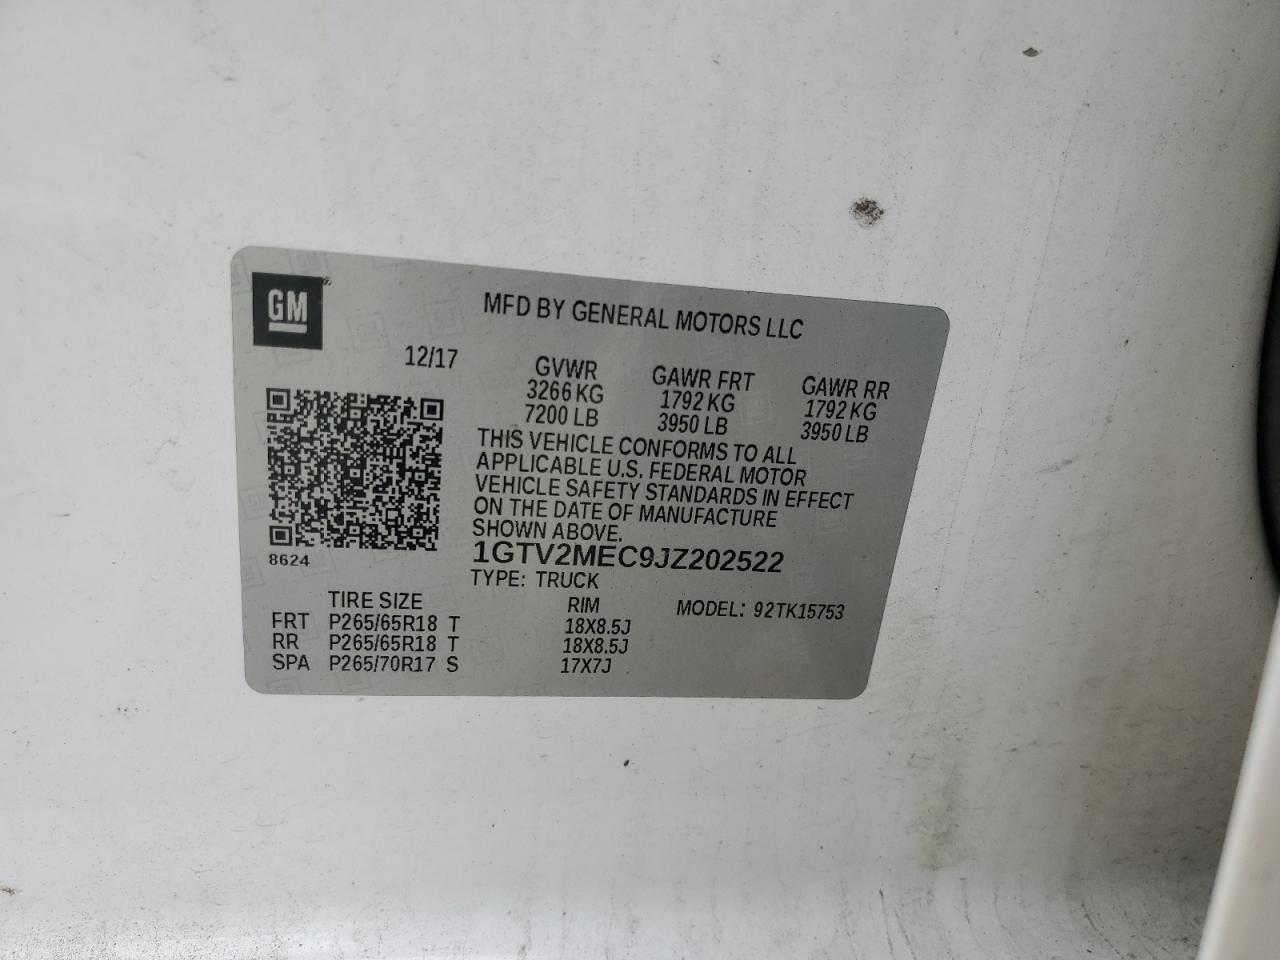 GM
MFD BY GENERAL MOTORS LLC
12/17
GVWR GAWR FRT GAWR RR
3266 KG 1792 KG 1792 KG
7200 LB 3950 LB 3950 LB
THIS VEHICLE CONFORMS TO ALL
APPLICABLE U.S. FEDERAL MOTOR
VEHICLE SAFETY STANDARDS IN EFFECT
ON THE DATE OF MANUFACTURE
SHOWN ABOVE.
8624
1GTV2MEC9JZ202522
TYPE: TRUCK
TIRE SIZE RIM MODEL: 92TK15753
FRT P265/65R18 T 18X8.5J
RR P265/65R18 T 18X8.5J
SPA P265/70R17 S 17X7J